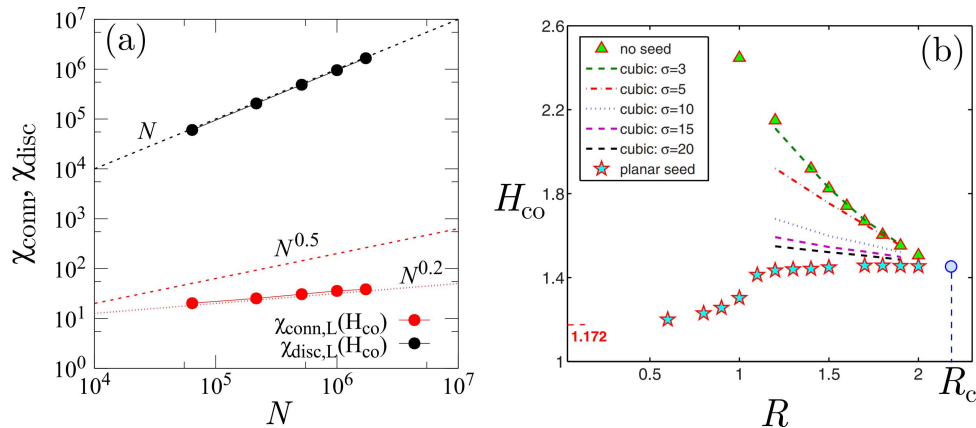 (a)
10^7
10^6
10^5
10^4
10^3
10^2
10^1
10^0
χconn, χdisc
N
N^0.5
N^0.2
χconn,L(Hco)
χdisc,L(Hco)
10^4 10^5 10^6 10^7
N
(b)
no seed
cubic: σ=3
cubic: σ=5
cubic: σ=10
cubic: σ=15
cubic: σ=20
planar seed
2.6
2.2
1.8
1.4
1
Hco
1.172
0.5 1 1.5 2
R
Rc